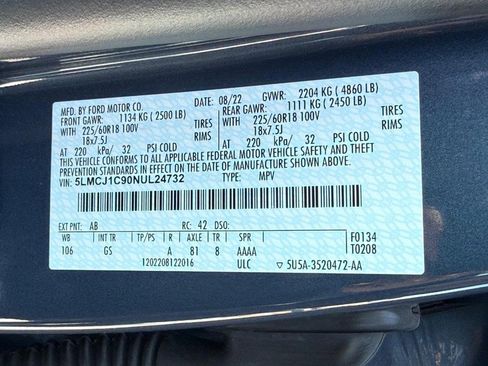 MFD. BY FORD MOTOR CO. 08/22 GVWR: 2204 KG ( 4860 LB)
FRONT GAWR: 1134 KG ( 2500 LB) REAR GAWR: 1111 KG ( 2450 LB)
WITH 225/60R18 100V TIRES WITH 225/60R18 100V TIRES
18x7.5J RIMS 18x7.5J RIMS
AT 220 kPa/ 32 PSI COLD AT 220 kPa/ 32 PSI COLD
THIS VEHICLE CONFORMS TO ALL APPLICABLE FEDERAL MOTOR VEHICLE SAFETY
STANDARDS IN EFFECT ON THE DATE OF MANUFACTURE SHOWN ABOVE.
VIN: 5LMCJ1C90NUL24732 TYPE: MPV
EXT PNT: AB RC: 42 DSO:
WB INT TR TP/PS R AXLE TR SPR F0134
106 GS A 81 8 AAAA T0208
1202208122016 ULC ▽ 5U5A-3520472-AA